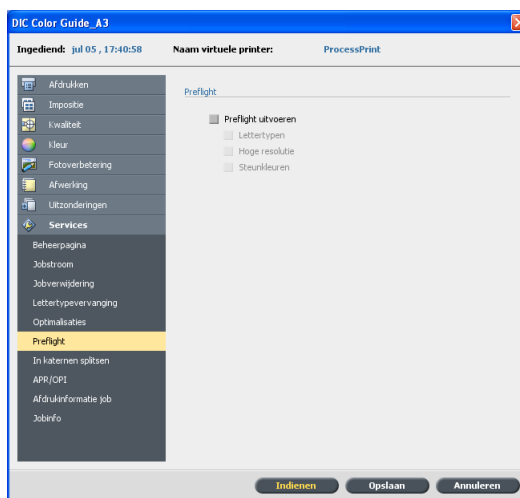 DIC Color Guide_A3
Ingediend: jul 05 , 17:40:58 Naam virtuele printer: ProcessPrint
Afdrukken
Impositie
Kwaliteit
Kleur
Fotoverbetering
Afwerking
Uitzonderingen
Services
Beheerpagina
Jobstroom
Jobverwijdering
Lettertypevervanging
Optimalisaties
Preflight
In katernen splitsen
APR/OPI
Afdrukinformatie job
Jobinfo
Preflight
Preflight uitvoeren
Lettertypen
Hoge resolutie
Steunkleuren
Indienen Opslaan Annuleren